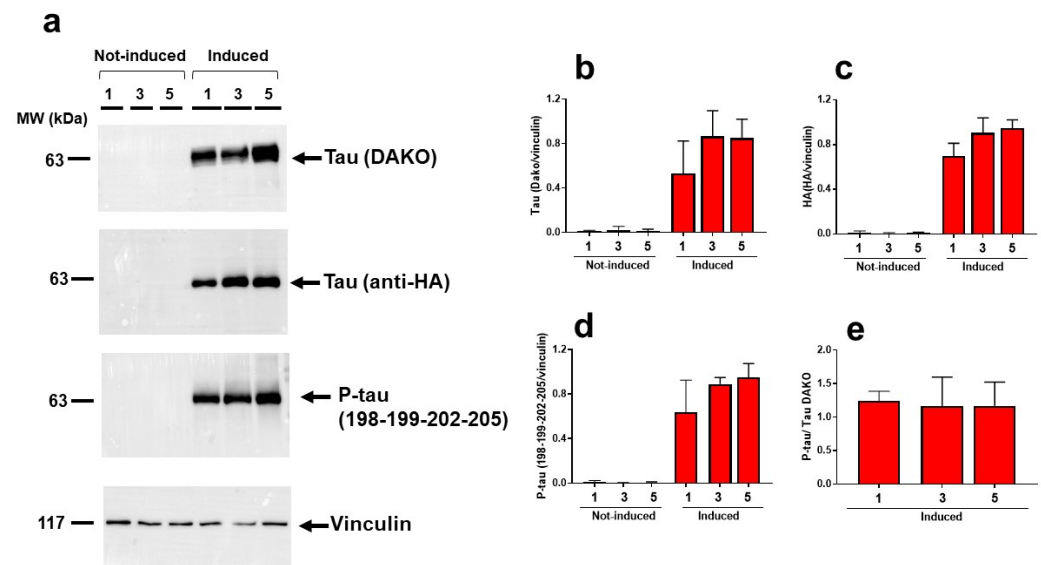 a
Not-induced Induced
1 3 5 1 3 5
MW (kDa)
63 Tau (DAKO)
63 Tau (anti-HA)
63 P-tau
(198-199-202-205)
117 Vinculin
b
Tau (Dako/vinculin)
1.2
0.8
0.4
0.0
1 3 5 1 3 5
Not-induced Induced
c
HA(HA/vinculin)
1.2
0.8
0.4
0.0
1 3 5 1 3 5
Not-induced Induced
d
P-tau (198-199-202-205/vinculin)
1.2
0.8
0.4
0.0
1 3 5 1 3 5
Not-induced Induced
e
P-tau/ Tau DAKO
2.0
1.5
1.0
0.5
0.0
1 3 5
Induced